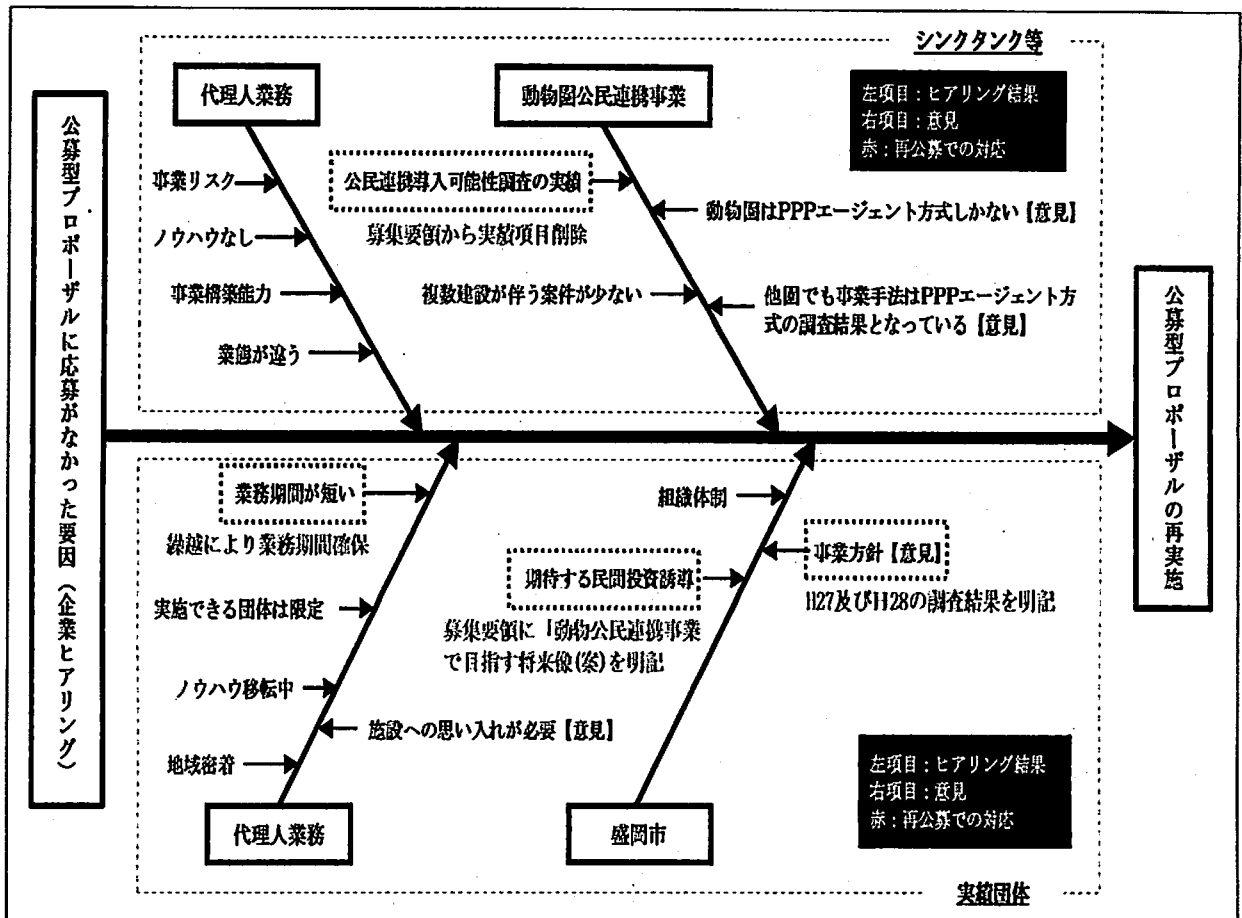 シンクタンク等
代理人業務
動物園公民連携事業
左項目：ヒアリング結果
右項目：意見
赤：再公募での対応
公募型プロポーザルに応募がなかった要因（企業ヒアリング）
事業リスク
公民連携導入可能性調査の実績
動物園はPPPエージェント方式しかない【意見】
募集要領から実績項目削除
ノウハウなし
事業構築能力
複数建設が伴う案件が少ない
他園でも事業手法はPPPエージェント方
式の調査結果となっている【意見】
業態が違う
公募型プロポーザルの再実施
業務期間が短い
繰越により業務期間確保
組織体制
事業方針【意見】
期待する民間投資誘導
H27及びH28の調査結果を明記
実施できる団体は限定
募集要領に「動物公民連携事業
で目指す将来像(案)を明記
ノウハウ移転中
施設への思い入れが必要【意見】
地域密着
左項目：ヒアリング結果
右項目：意見
赤：再公募での対応
代理人業務
盛岡市
実績団体